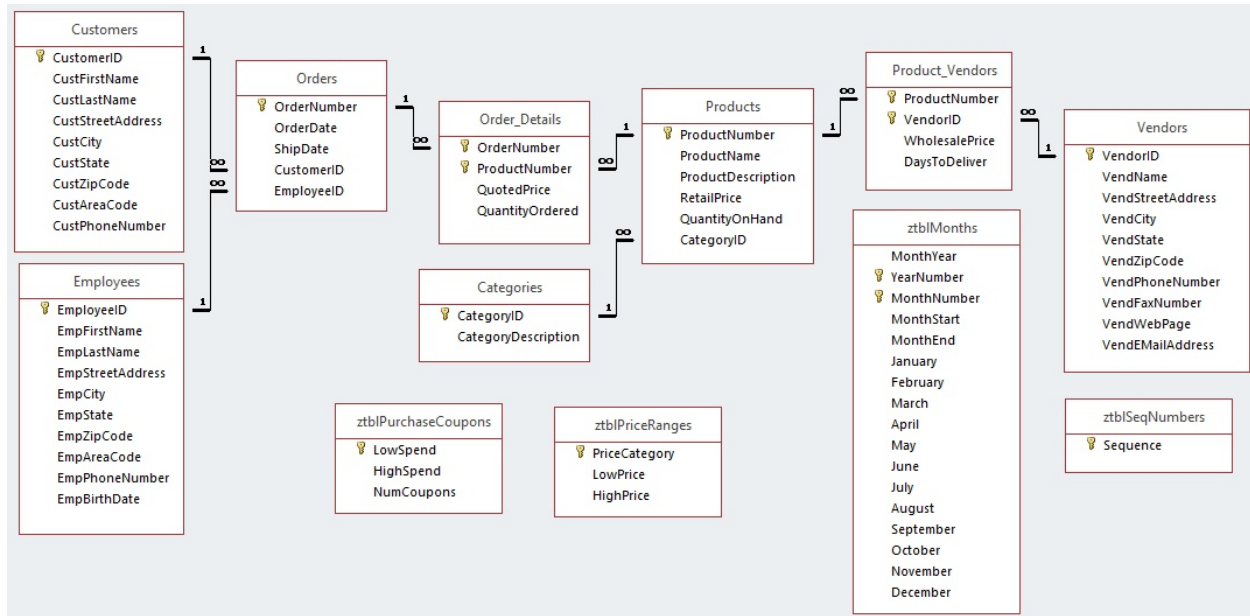 Customers
CustomerID
CustFirstName
CustLastName
CustStreetAddress
CustCity
CustState
CustZipCode
CustAreaCode
CustPhoneNumber
1
∞
∞
1
Employees
EmployeeID
EmpFirstName
EmpLastName
EmpStreetAddress
EmpCity
EmpState
EmpZipCode
EmpAreaCode
EmpPhoneNumber
EmpBirthDate
Orders
OrderNumber
OrderDate
ShipDate
CustomerID
EmployeeID
1
∞
Order_Details
OrderNumber
ProductNumber
QuotedPrice
QuantityOrdered
1
∞
Categories
CategoryID
CategoryDescription
1
∞
Products
ProductNumber
ProductName
ProductDescription
RetailPrice
QuantityOnHand
CategoryID
1
∞
Product_Vendors
ProductNumber
VendorID
WholesalePrice
DaysToDeliver
∞
1
Vendors
VendorID
VendName
VendStreetAddress
VendCity
VendState
VendZipCode
VendPhoneNumber
VendFaxNumber
VendWebPage
VendEMailAddress
ztblPurchaseCoupons
LowSpend
HighSpend
NumCoupons
ztblPriceRanges
PriceCategory
LowPrice
HighPrice
ztblMonths
MonthYear
YearNumber
MonthNumber
MonthStart
MonthEnd
January
February
March
April
May
June
July
August
September
October
November
December
ztblSeqNumbers
Sequence